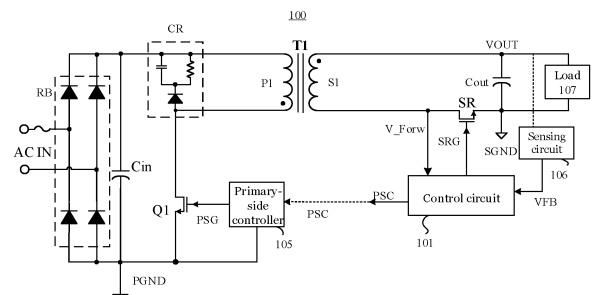 100
CR
T1
VOUT
RB
P1
S1
Cout
Load
107
SR
V_Forw
SRG
SGND
Sensing
circuit
106
AC IN
Cin
Primary-
side
controller
PSC
PSC
Control circuit
VFB
Q1
PSG
105
101
PGND